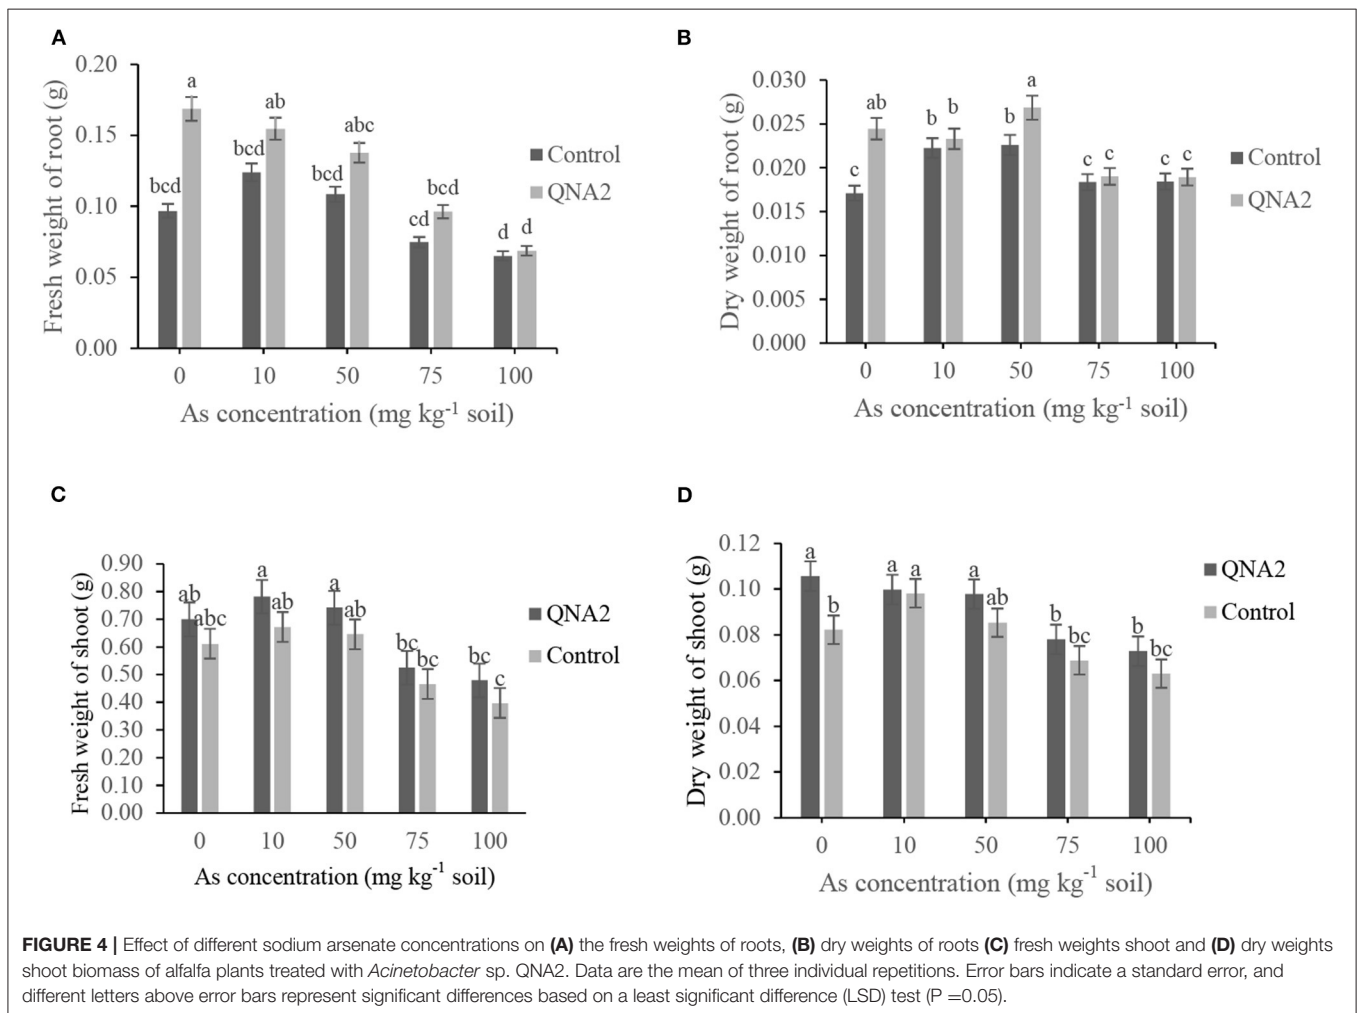 A
Fresh weight of root (g)
0.20
0.15
0.10
0.05
0.00
bcd
a
bcd
ab
bcd
abc
cd
bcd
d
d
Control
QNA2
0
10
50
75
100
As concentration (mg kg-1 soil)
B
Dry weight of root (g)
0.030
0.025
0.020
0.015
0.010
0.005
0.000
c
ab
b
b
b
a
c
c
c
c
Control
QNA2
0
10
50
75
100
As concentration (mg kg-1 soil)
C
Fresh weight of shoot (g)
0.90
0.80
0.70
0.60
0.50
0.40
0.30
0.20
0.10
0.00
ab
abc
a
ab
a
ab
bc
bc
bc
c
QNA2
Control
0
10
50
75
100
As concentration (mg kg-1 soil)
D
Dry weight of shoot (g)
0.12
0.10
0.08
0.06
0.04
0.02
0.00
a
b
a
a
a
ab
b
bc
b
bc
QNA2
Control
0
10
50
75
100
As concentration (mg kg-1 soil)
FIGURE 4 | Effect of different sodium arsenate concentrations on (A) the fresh weights of roots, (B) dry weights of roots (C) fresh weights shoot and (D) dry weights
shoot biomass of alfalfa plants treated with Acinetobacter sp. QNA2. Data are the mean of three individual repetitions. Error bars indicate a standard error, and
different letters above error bars represent significant differences based on a least significant difference (LSD) test (P =0.05).